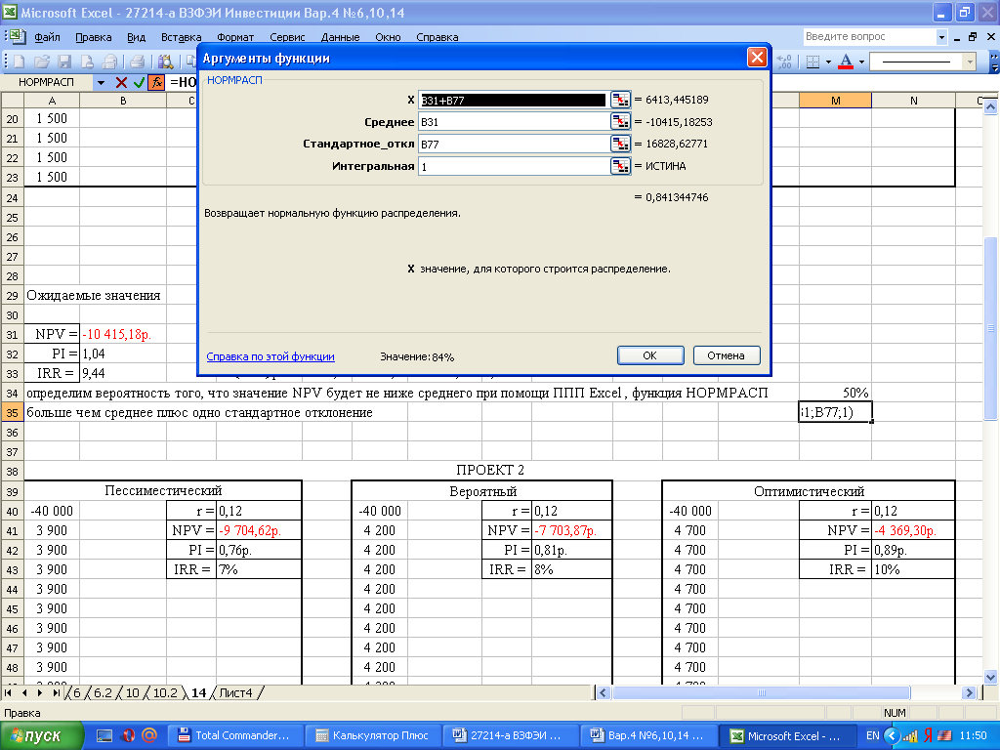 Microsoft Excel - 27214-а ВЗФЭИ Инвестиции Вар.4 №6,10,14
Файл Правка Вид Вставка Формат Сервис Данные Окно Справка Введите вопрос
НОРМРАСП =НО
Аргументы функции
НОРМРАСП
X B31+B77 = 6413,445189
Среднее B31 = -10415,18253
Стандартное_откл B77 = 16828,62771
Интегральная 1 = ИСТИНА
= 0,841344746
Возвращает нормальную функцию распределения.
X значение, для которого строится распределение.
Справка по этой функции Значение:84% ОК Отмена
A B C M N
20 1 500
21 1 500
22 1 500
23 1 500
24
25
26
27
28
29 Ожидаемые значения
30
31 NPV = -10 415,18р.
32 PI = 1,04
33 IRR = 9,44
34 определим вероятность того, что значение NPV будет не ниже среднего при помощи ППП Excel , функция НОРМРАСП 50%
35 больше чем среднее плюс одно стандартное отклонение ;1;B77;1)
36
37
38 ПРОЕКТ 2
39 Пессиместический Вероятный Оптимистический
40 -40 000 r = 0,12 -40 000 r = 0,12 -40 000 r = 0,12
41 3 900 NPV = -9 704,62р. 4 200 NPV = -7 703,87р. 4 700 NPV = -4 369,30р.
42 3 900 PI = 0,76р. 4 200 PI = 0,81р. 4 700 PI = 0,89р.
43 3 900 IRR = 7% 4 200 IRR = 8% 4 700 IRR = 10%
44 3 900 4 200 4 700
45 3 900 4 200 4 700
46 3 900 4 200 4 700
47 3 900 4 200 4 700
48 3 900 4 200 4 700
6 6.2 10 10.2 14 Лист4
Правка NUM
пуск Total Commander... Калькулятор Плюс 27214-а ВЗФЭИ ... Вар.4 №6,10,14 ... Microsoft Excel - ... EN 11:50